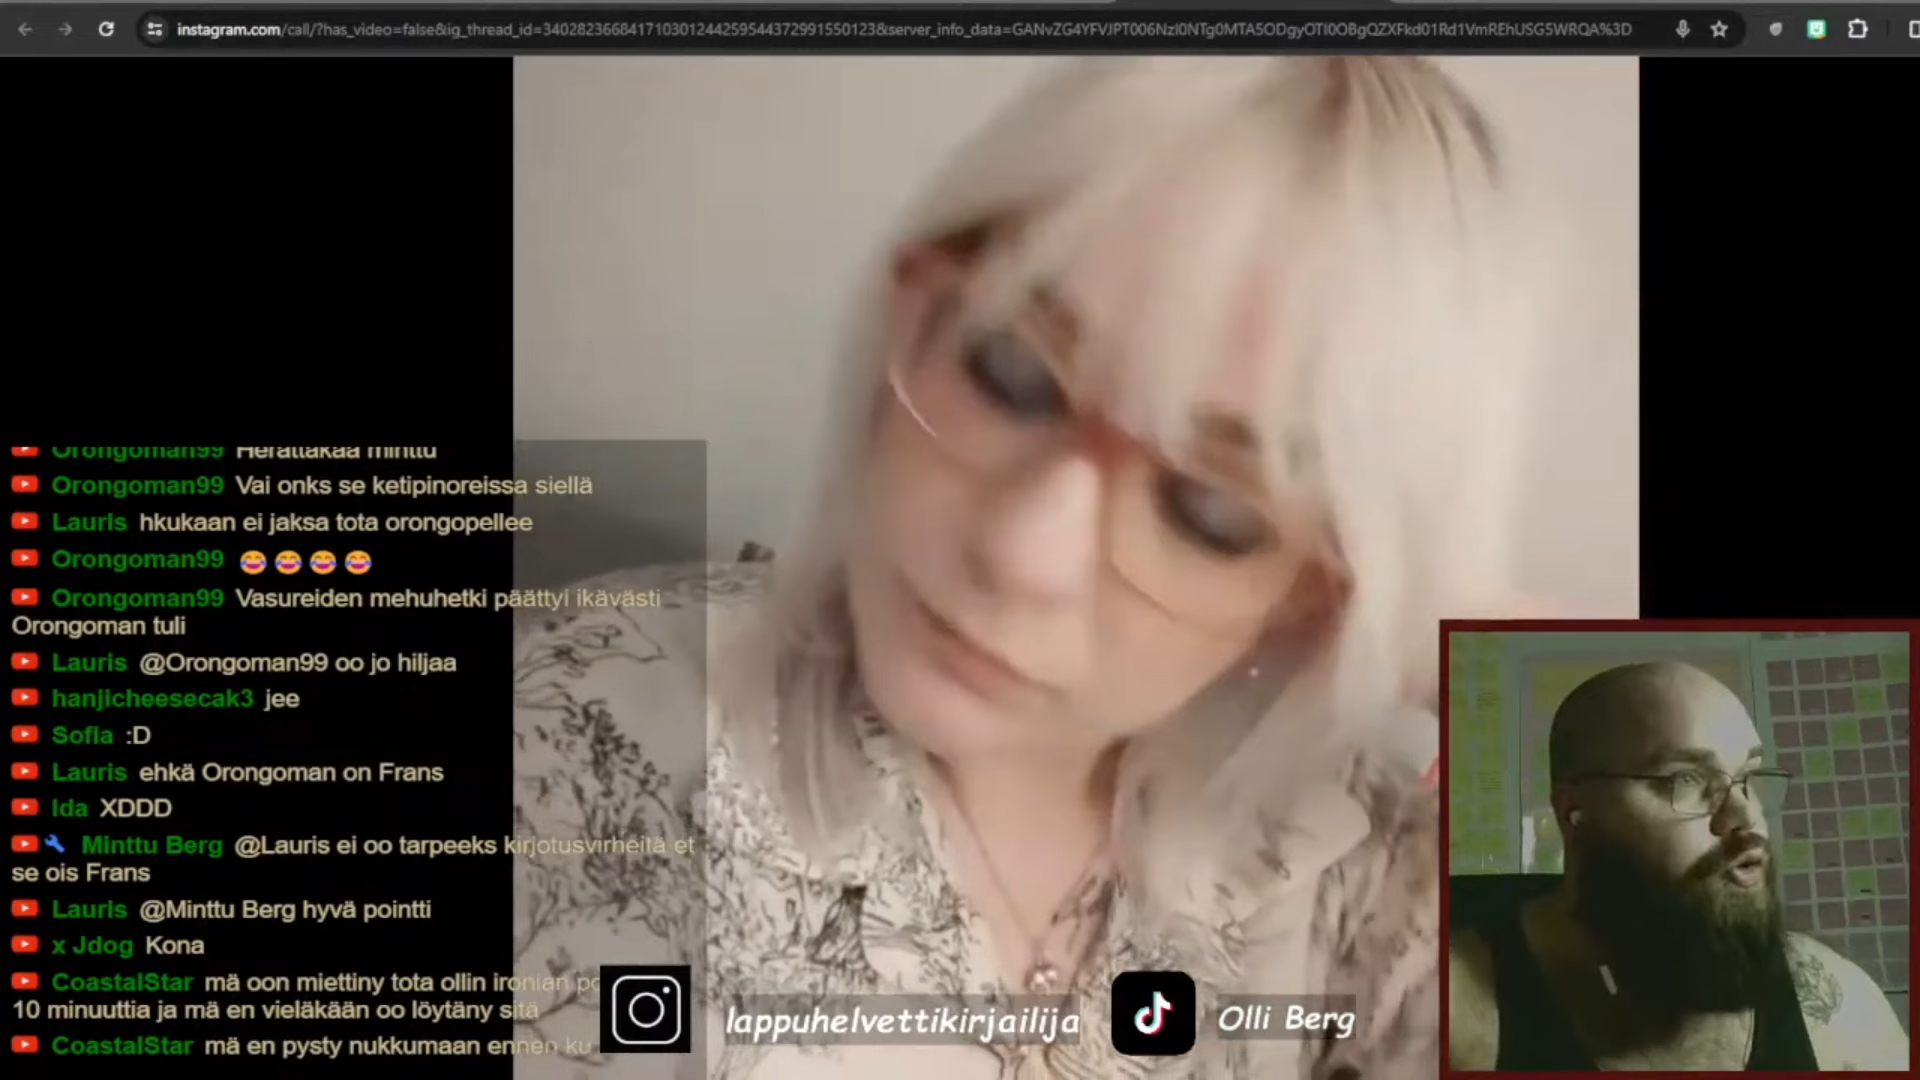 instagram.com/call/?has_video=false&ig_thread_id=340282366841710301244259544372991550123&server_info_data=GANvZG4YFVJPT006NzI0NTg0MTA5ODgyOTI0OBgQZXFkd01Rd1VmREhUSG5WRQA%3D
Orongoman99 Herättäkää minttu
Orongoman99 Vai onks se ketipinoreissa siellä
Lauris hkukaan ei jaksa tota orongopellee
Orongoman99 😂😂😂😂
Orongoman99 Vasureiden mehuhetki päättyi ikävästi
Orongoman tuli
Lauris @Orongoman99 oo jo hiljaa
hanjicheesecak3 jee
Sofia :D
Lauris ehkä Orongoman on Frans
Ida XDDD
Minttu Berg @Lauris ei oo tarpeeks kirjotusvirheitä et
se ois Frans
Lauris @Minttu Berg hyvä pointti
x Jdog Kona
CoastalStar mä oon miettiny tota ollin ironian
10 minuuttia ja mä en vieläkään oo löytäny sitä
CoastalStar mä en pysty nukkumaan ennen ku
lappuhelvettikirjailija
Olli Berg